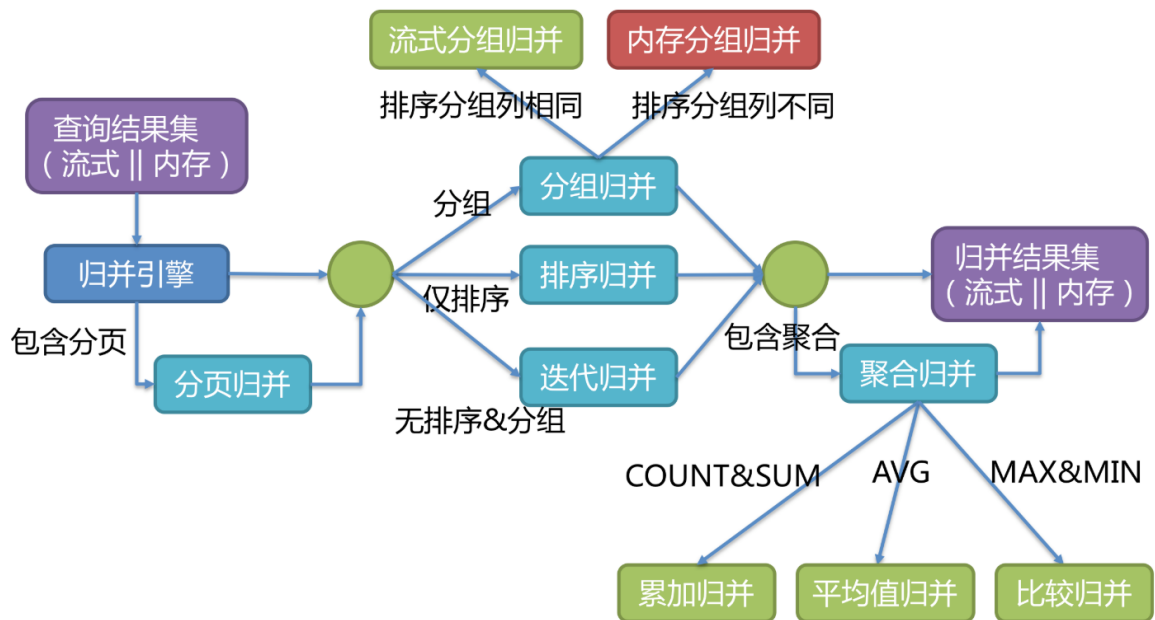 流式分组归并
内存分组归并
排序分组列相同
排序分组列不同
查询结果集
（ 流式 || 内存 ）
分组
分组归并
归并引擎
仅排序
排序归并
归并结果集
（ 流式 || 内存 ）
包含分页
分页归并
无排序&分组
迭代归并
包含聚合
聚合归并
COUNT&SUM
AVG
MAX&MIN
累加归并
平均值归并
比较归并